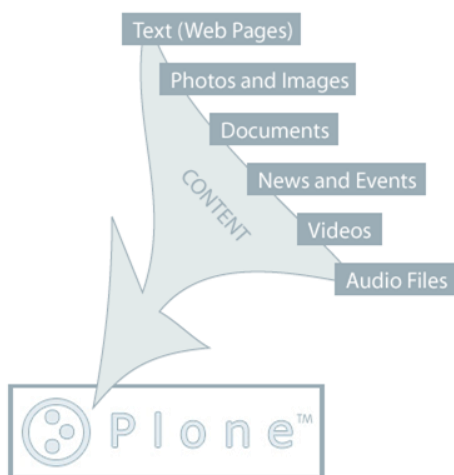 Text (Web Pages)
Photos and Images
Documents
News and Events
Videos
Audio Files
CONTENT
Plone™